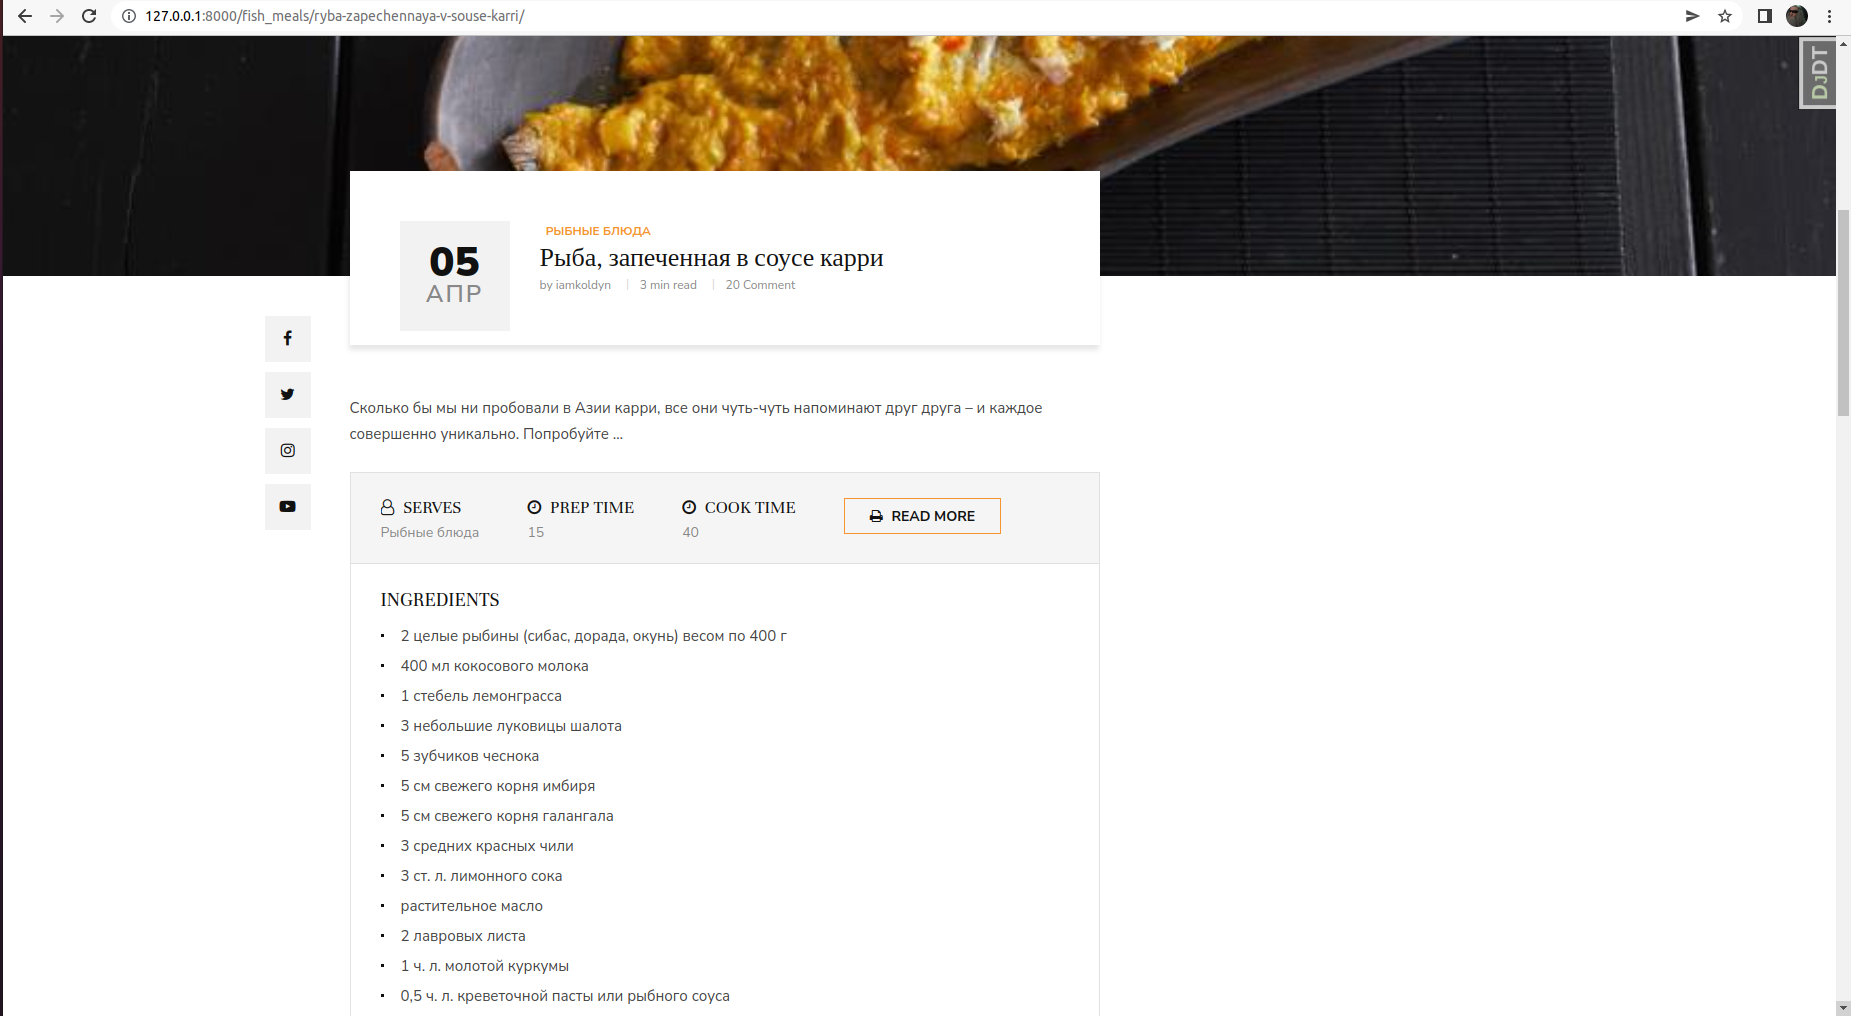 127.0.0.1:8000/fish_meals/ryba-zapechennaya-v-souse-karri/
DjDT
РЫБНЫЕ БЛЮДА
05
АПР
Рыба, запеченная в соусе карри
by iamkoldyn
3 min read
20 Comment
Сколько бы мы ни пробовали в Азии карри, все они чуть-чуть напоминают друг друга – и каждое
совершенно уникально. Попробуйте ...
SERVES
Рыбные блюда
PREP TIME
15
COOK TIME
40
READ MORE
INGREDIENTS
2 целые рыбины (сибас, дорада, окунь) весом по 400 г
400 мл кокосового молока
1 стебель лемонграсса
3 небольшие луковицы шалота
5 зубчиков чеснока
5 см свежего корня имбиря
5 см свежего корня галангала
3 средних красных чили
3 ст. л. лимонного сока
растительное масло
2 лавровых листа
1 ч. л. молотой куркумы
0,5 ч. л. креветочной пасты или рыбного соуса